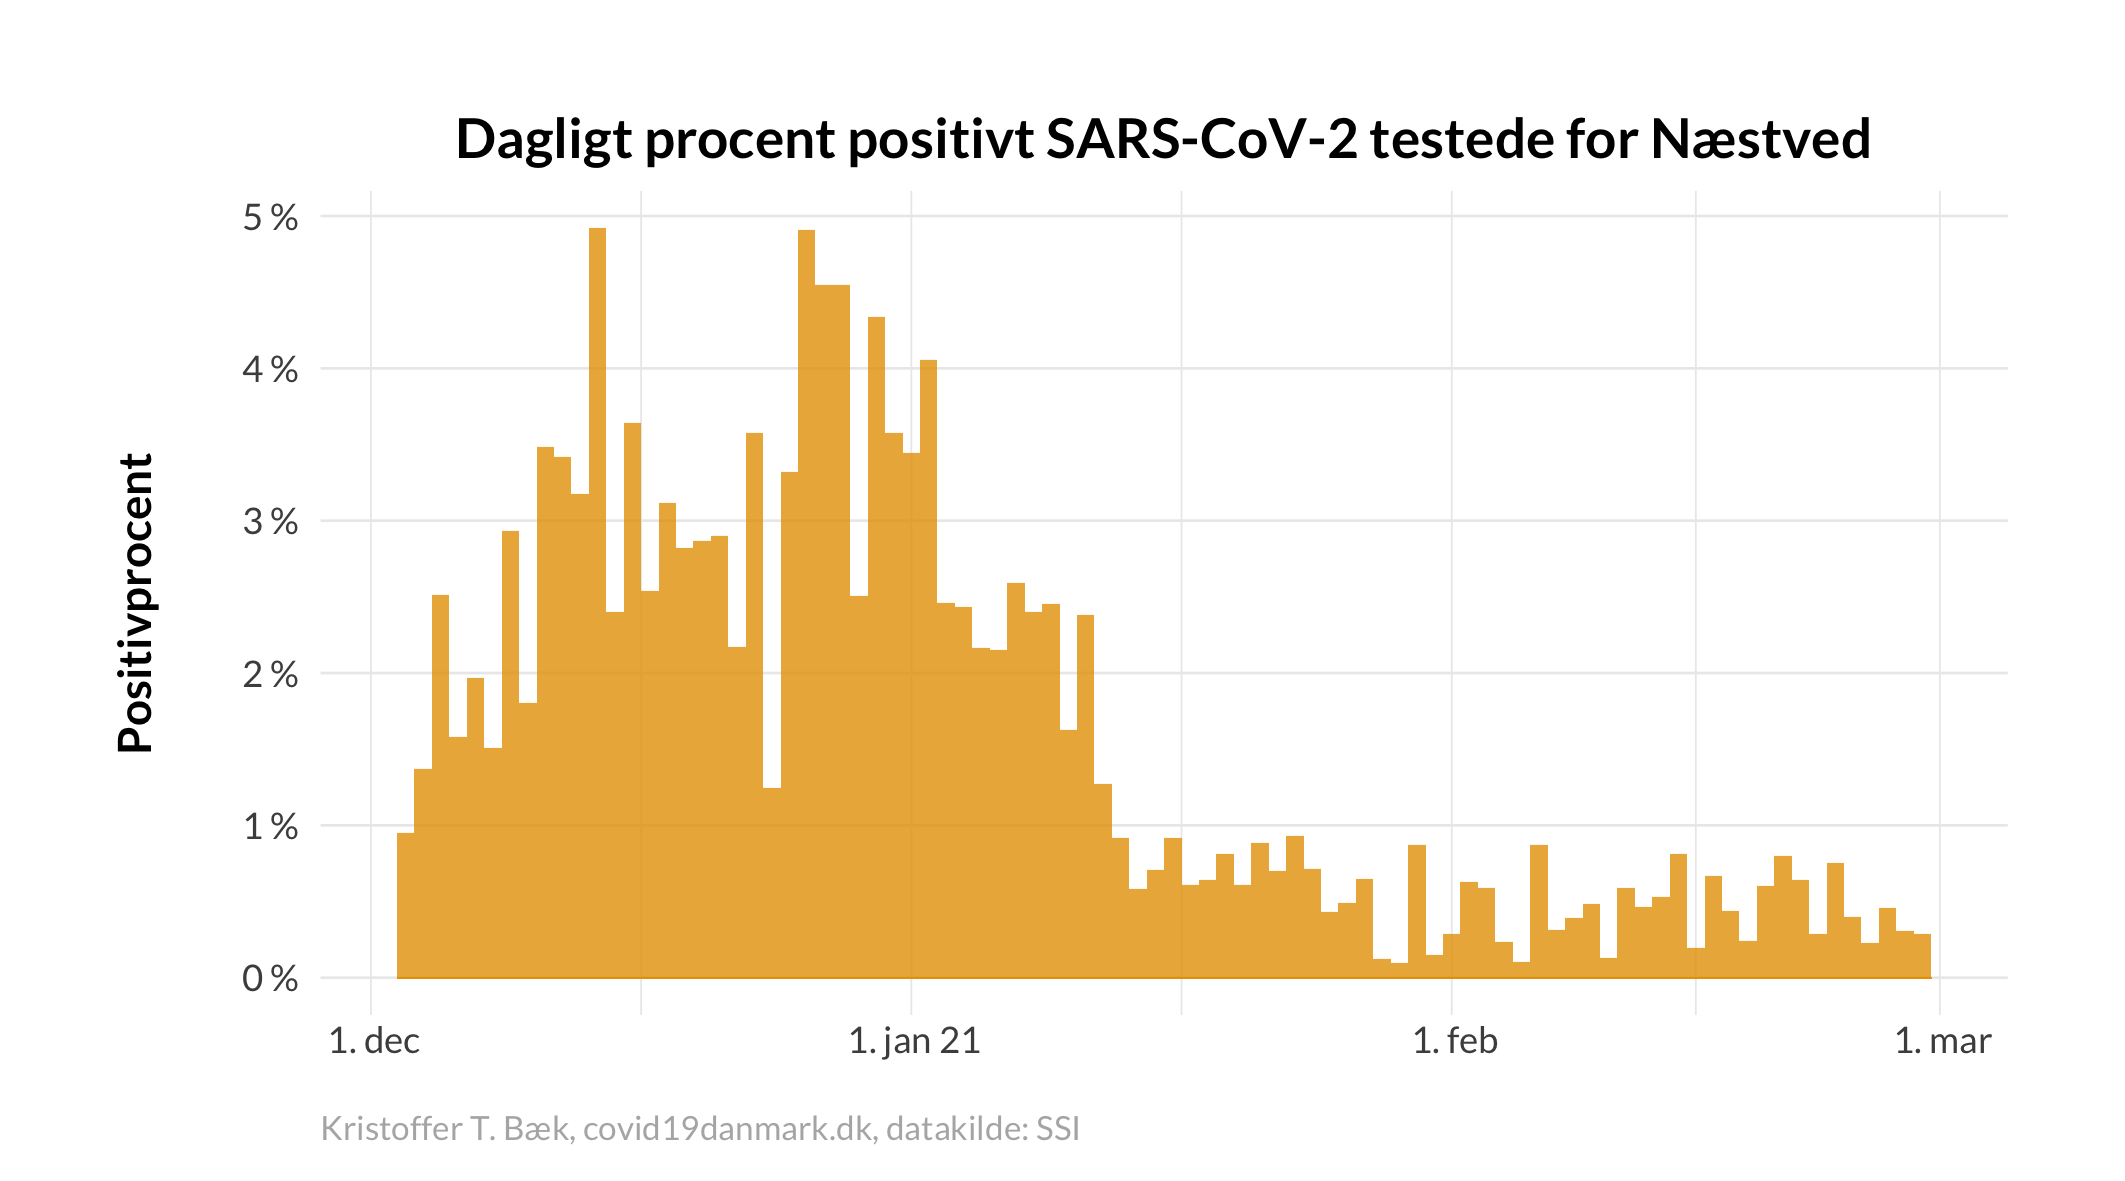 Dagligt procent positivt SARS-CoV-2 testede for Næstved
Positivprocent
5 %
4 %
3 %
2 %
1 %
0 %
1. dec
1. jan 21
1. feb
1. mar
Kristoffer T. Bæk, covid19danmark.dk, datakilde: SSI